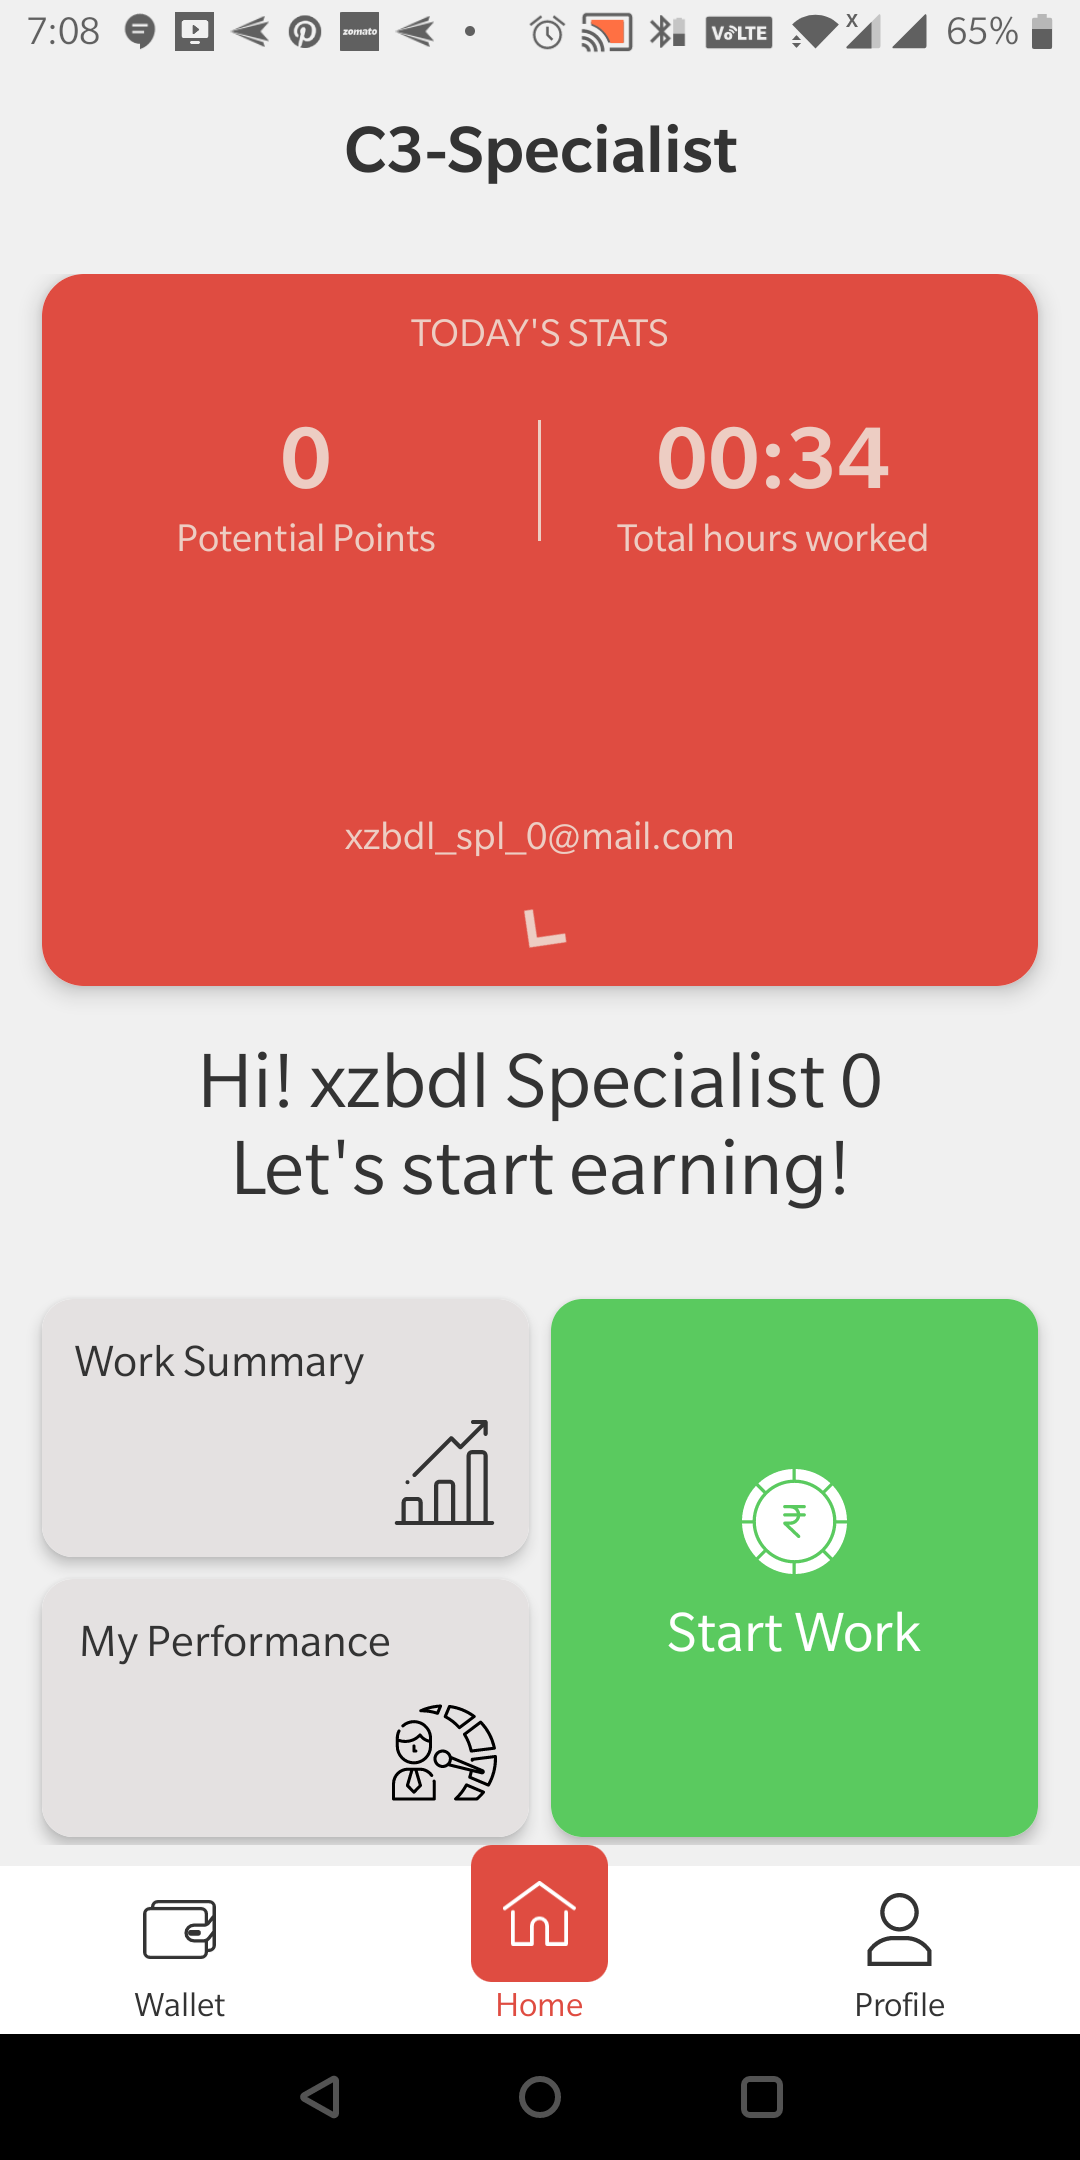 7:08 zomato VoLTE x 65%
C3-Specialist
TODAY'S STATS
0 00:34
Potential Points Total hours worked
xzbdl_spl_0@mail.com
Hi! xzbdl Specialist 0
Let's start earning!
Work Summary
₹
Start Work
My Performance
Wallet Home Profile